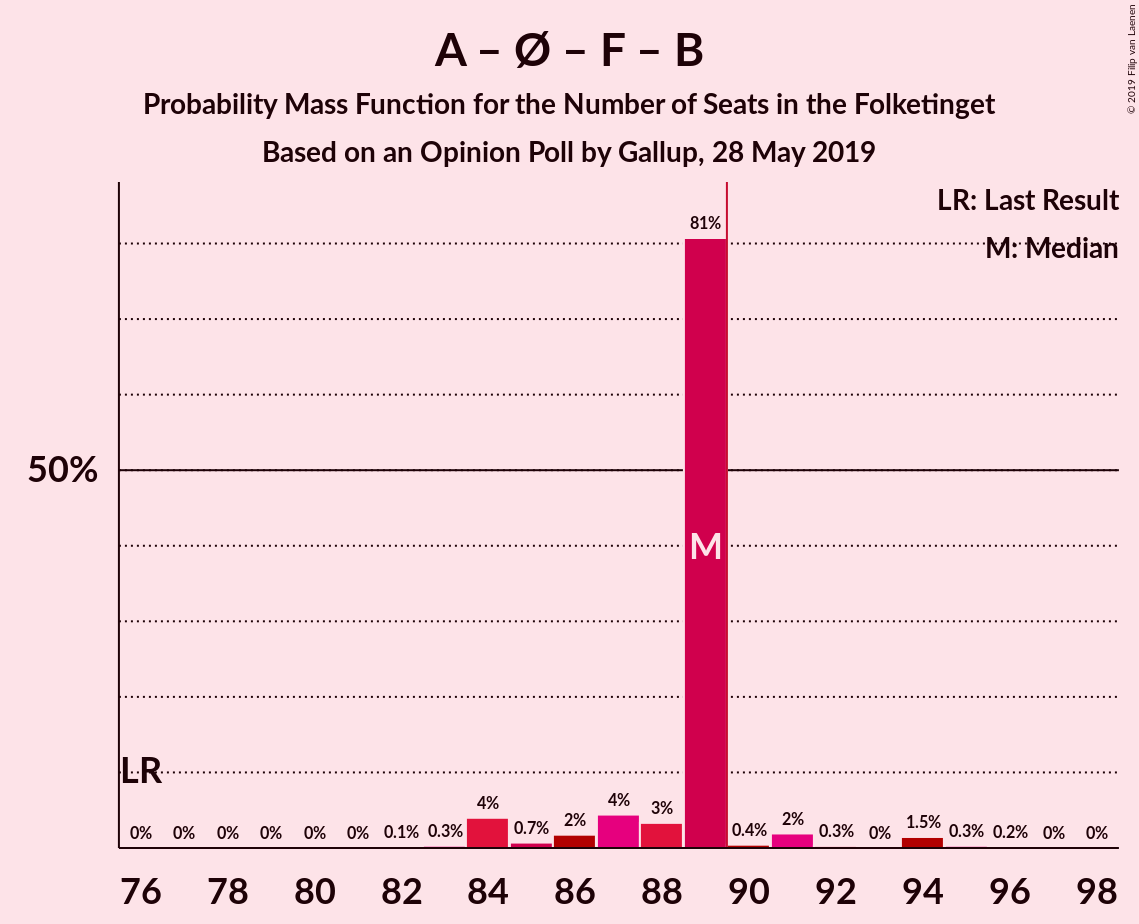 A – Ø – F – B
Probability Mass Function for the Number of Seats in the Folketinget
Based on an Opinion Poll by Gallup, 28 May 2019
© 2019 Filip van Laenen
LR: Last Result
M: Median
50%
LR
M
0% 0% 0% 0% 0% 0% 0.1% 0.3% 4% 0.7% 2% 4% 3% 81% 0.4% 2% 0.3% 0% 1.5% 0.3% 0.2% 0% 0%
76 78 80 82 84 86 88 90 92 94 96 98